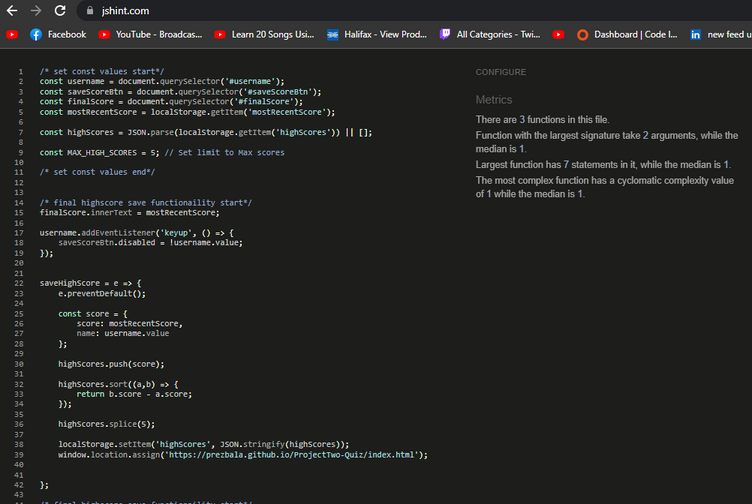 jshint.com
Facebook YouTube - Broadcas... Learn 20 Songs Usi... Halifax - View Prod... All Categories - Twi... Dashboard | Code I... new feed u
CONFIGURE
Metrics
There are 3 functions in this file.
Function with the largest signature take 2 arguments, while the
median is 1.
Largest function has 7 statements in it, while the median is 1.
The most complex function has a cyclomatic complexity value
of 1 while the median is 1.
1 /* set const values start*/
2 const username = document.querySelector('#username');
3 const saveScoreBtn = document.querySelector('#saveScoreBtn');
4 const finalScore = document.querySelector('#finalScore');
5 const mostRecentScore = localStorage.getItem('mostRecentScore');
6
7 const highScores = JSON.parse(localStorage.getItem('highScores')) || [];
8
9 const MAX_HIGH_SCORES = 5; // Set limit to Max scores
10
11 /* set const values end*/
12
13
14 /* final highscore save functionaility start*/
15 finalScore.innerText = mostRecentScore;
16
17 username.addEventListener('keyup', () => {
18 saveScoreBtn.disabled = !username.value;
19 });
20
21
22 saveHighScore = e => {
23 e.preventDefault();
24
25 const score = {
26 score: mostRecentScore,
27 name: username.value
28 };
29
30 highScores.push(score);
31
32 highScores.sort((a,b) => {
33 return b.score - a.score;
34 });
35
36 highScores.splice(5);
37
38 localStorage.setItem('highScores', JSON.stringify(highScores));
39 window.location.assign('https://prezbala.github.io/ProjectTwo-Quiz/index.html');
40
41
42 };
43